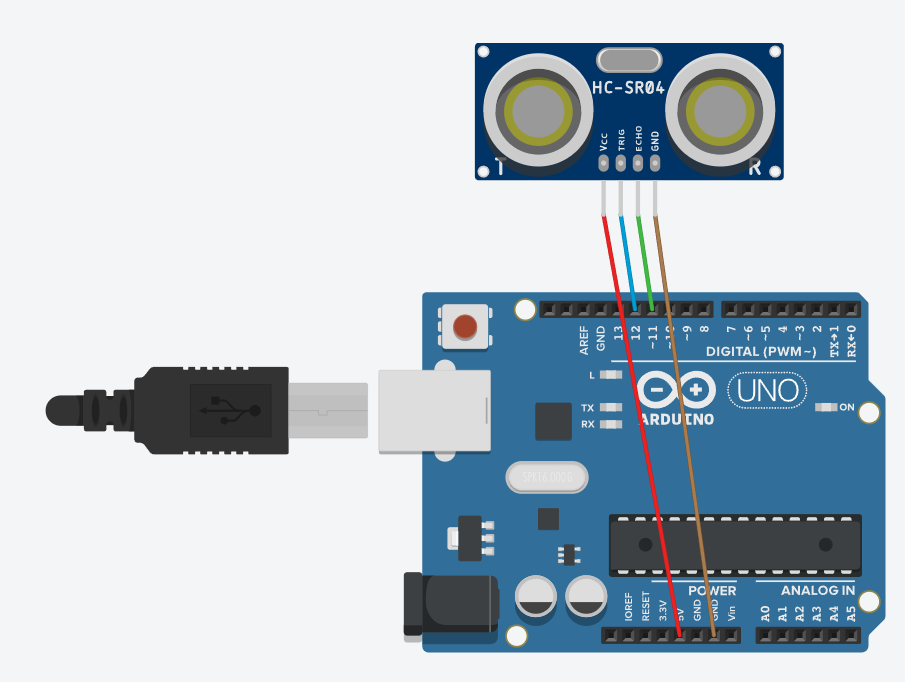 HC-SR04
Vcc
TRIG
ECHO
GND
T
R
AREF
GND
13
12
~11
~10
~9
8
7
~6
~5
4
~3
2
TX→1
RX←0
DIGITAL (PWM~)
L
TX
RX
ARDUINO
UNO
ON
SPK16.000G
POWER
ANALOG IN
IOREF
RESET
3.3V
5V
GND
GND
Vin
A0
A1
A2
A3
A4
A5